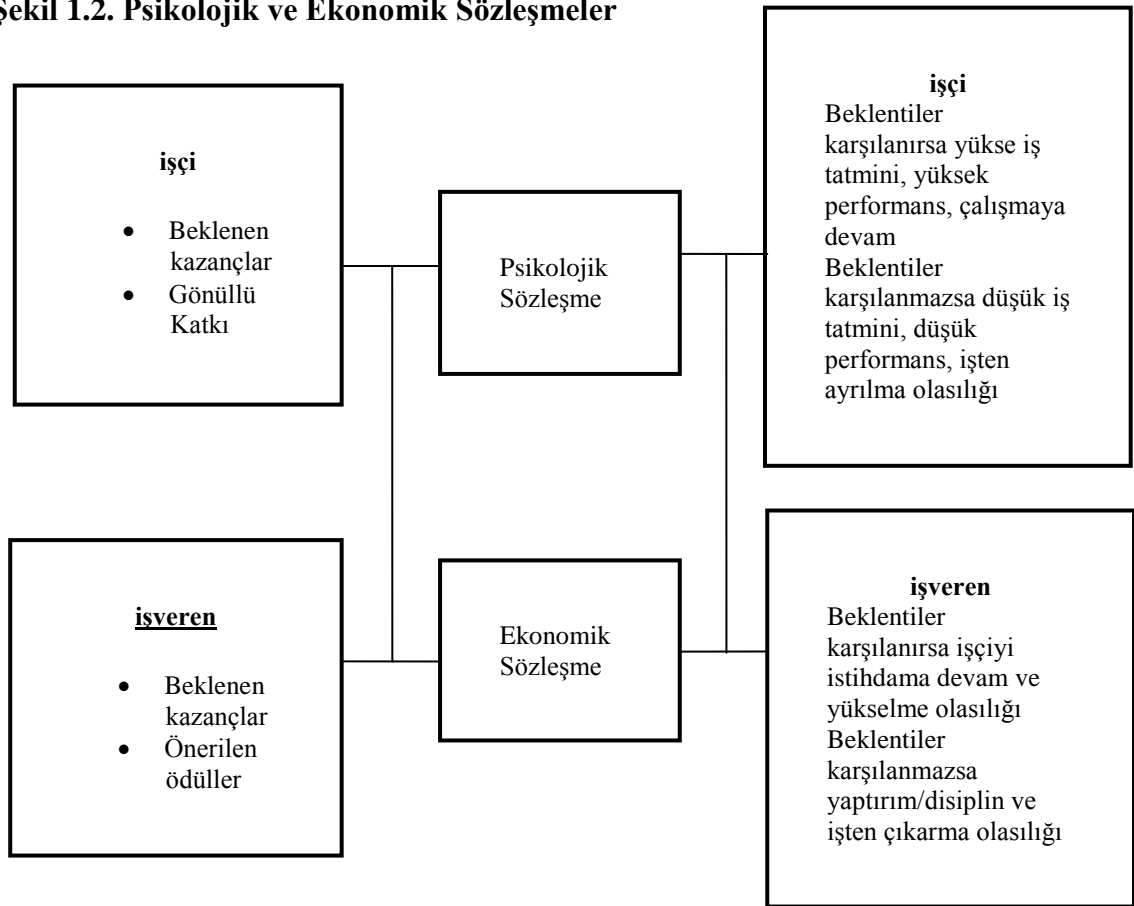 Şekil 1.2. Psikolojik ve Ekonomik Sözleşmeler
işçi
• Beklenen
kazançlar
• Gönüllü
Katkı
Psikolojik
Sözleşme
işçi
Beklentiler
karşılanırsa yükse iş
tatmini, yüksek
performans, çalışmaya
devam
Beklentiler
karşılanmazsa düşük iş
tatmini, düşük
performans, işten
ayrılma olasılığı
işveren
• Beklenen
kazançlar
• Önerilen
ödüller
Ekonomik
Sözleşme
işveren
Beklentiler
karşılanırsa işçiyi
istihdama devam ve
yükselme olasılığı
Beklentiler
karşılanmazsa
yaptırım/disiplin ve
işten çıkarma olasılığı